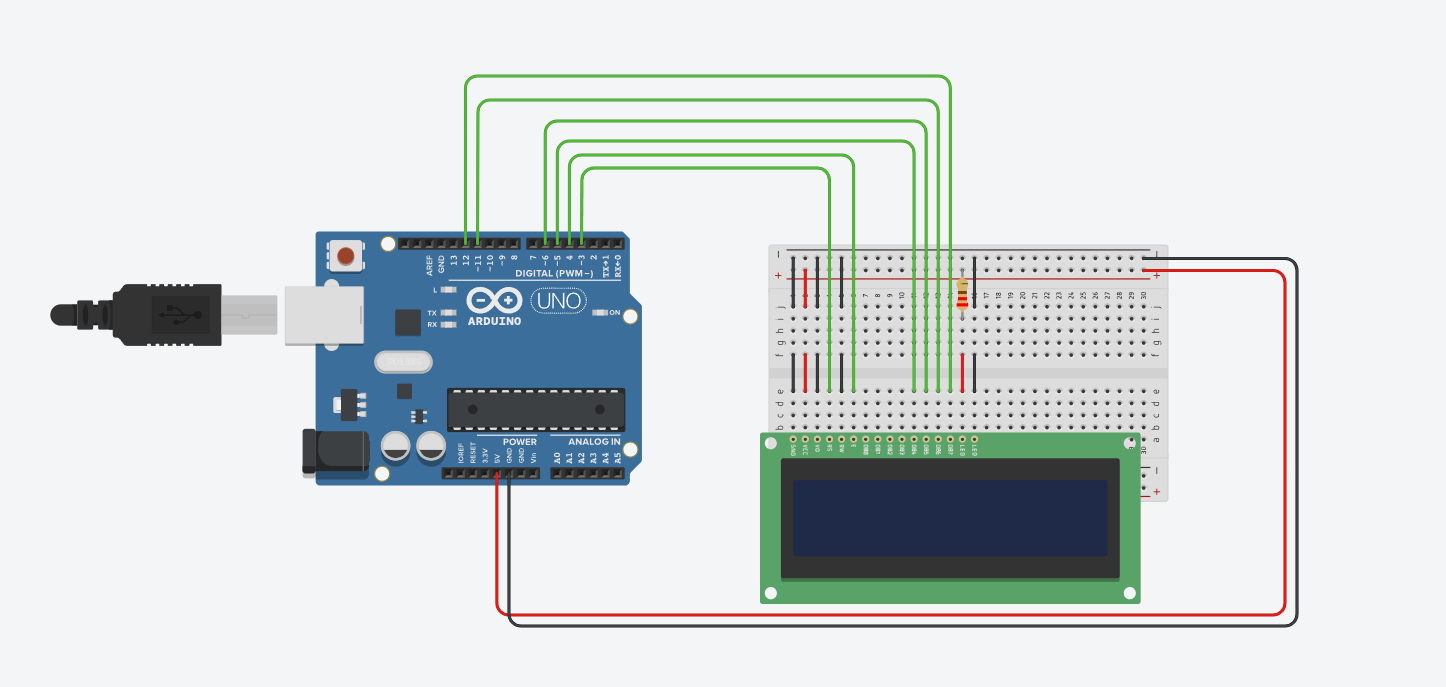 AREF
GND
13
12
~11
~10
~9
8
7
~6
~5
4
~3
2
TX→1
RX←0
DIGITAL (PWM~)
L
TX
RX
ARDUINO
UNO
ON
POWER
ANALOG IN
IOREF
RESET
3.3V
5V
GND
GND
Vin
A0
A1
A2
A3
A4
A5
− −
+ +
7 8 9 10 17 18 19 20 21 22 23 24 25 26 27 28 29 30
j j
i i
h h
g g
f f
e e
d d
c c
b b
a
30
GND VCC V0 RS RW E DB0 DB1 DB2 DB3 DB4 DB5 DB6 DB7 LED LED
−
+